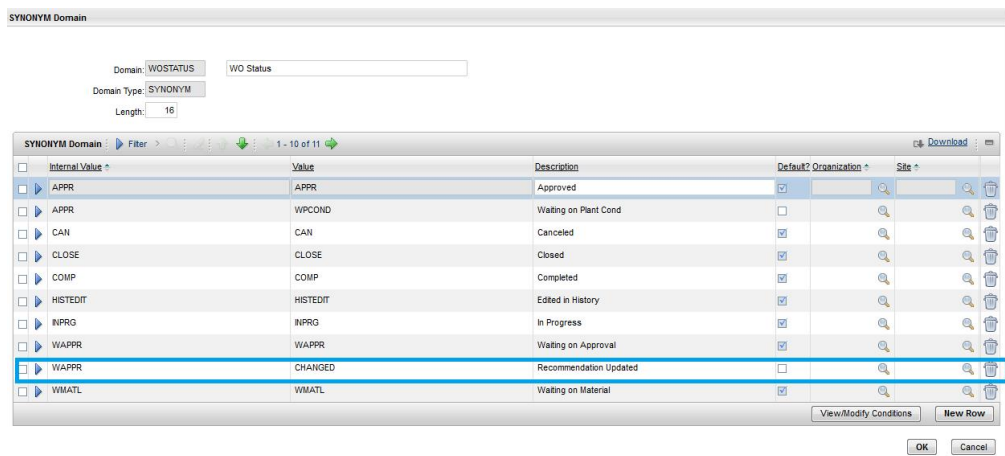 SYNONYM Domain
Domain: WOSTATUS WO Status
Domain Type: SYNONYM
Length: 16
SYNONYM Domain Filter 1 - 10 of 11 Download
Internal Value Value Description Default? Organization Site
APPR APPR Approved
APPR WPCOND Waiting on Plant Cond
CAN CAN Canceled
CLOSE CLOSE Closed
COMP COMP Completed
HISTEDIT HISTEDIT Edited in History
INPRG INPRG In Progress
WAPPR WAPPR Waiting on Approval
WAPPR CHANGED Recommendation Updated
WMATL WMATL Waiting on Material
View/Modify Conditions New Row
OK Cancel